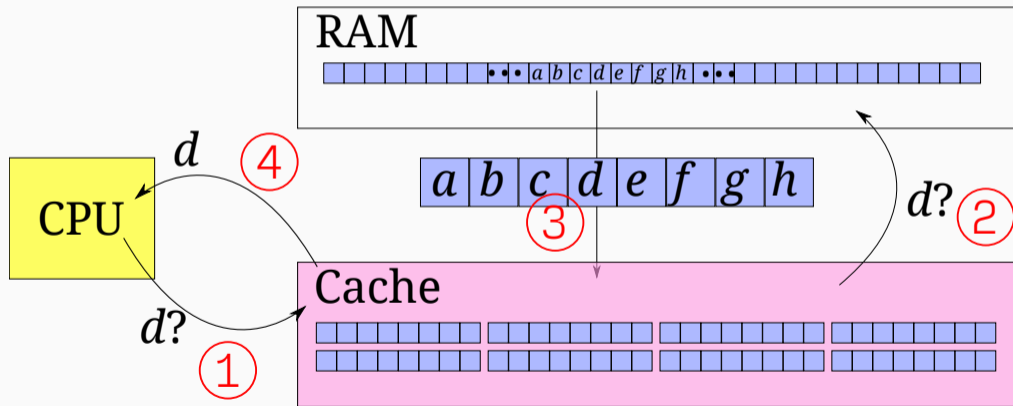 RAM
••• a b c d e f g h •••
d
④
a b c d e f g h
CPU
③
d?
②
Cache
d?
①